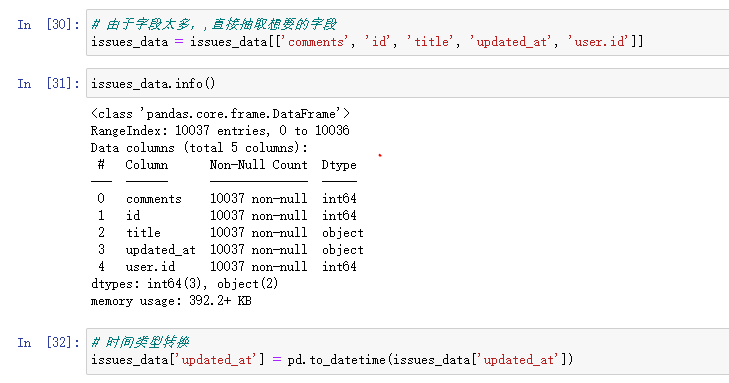 In [30]: # 由于字段太多，,直接抽取想要的字段
issues_data = issues_data[['comments', 'id', 'title', 'updated_at', 'user.id']]
In [31]: issues_data.info()
<class 'pandas.core.frame.DataFrame'>
RangeIndex: 10037 entries, 0 to 10036
Data columns (total 5 columns):
 #   Column      Non-Null Count  Dtype
---  ------      --------------  -----
 0   comments    10037 non-null  int64
 1   id          10037 non-null  int64
 2   title       10037 non-null  object
 3   updated_at  10037 non-null  object
 4   user.id     10037 non-null  int64
dtypes: int64(3), object(2)
memory usage: 392.2+ KB
In [32]: # 时间类型转换
issues_data['updated_at'] = pd.to_datetime(issues_data['updated_at'])